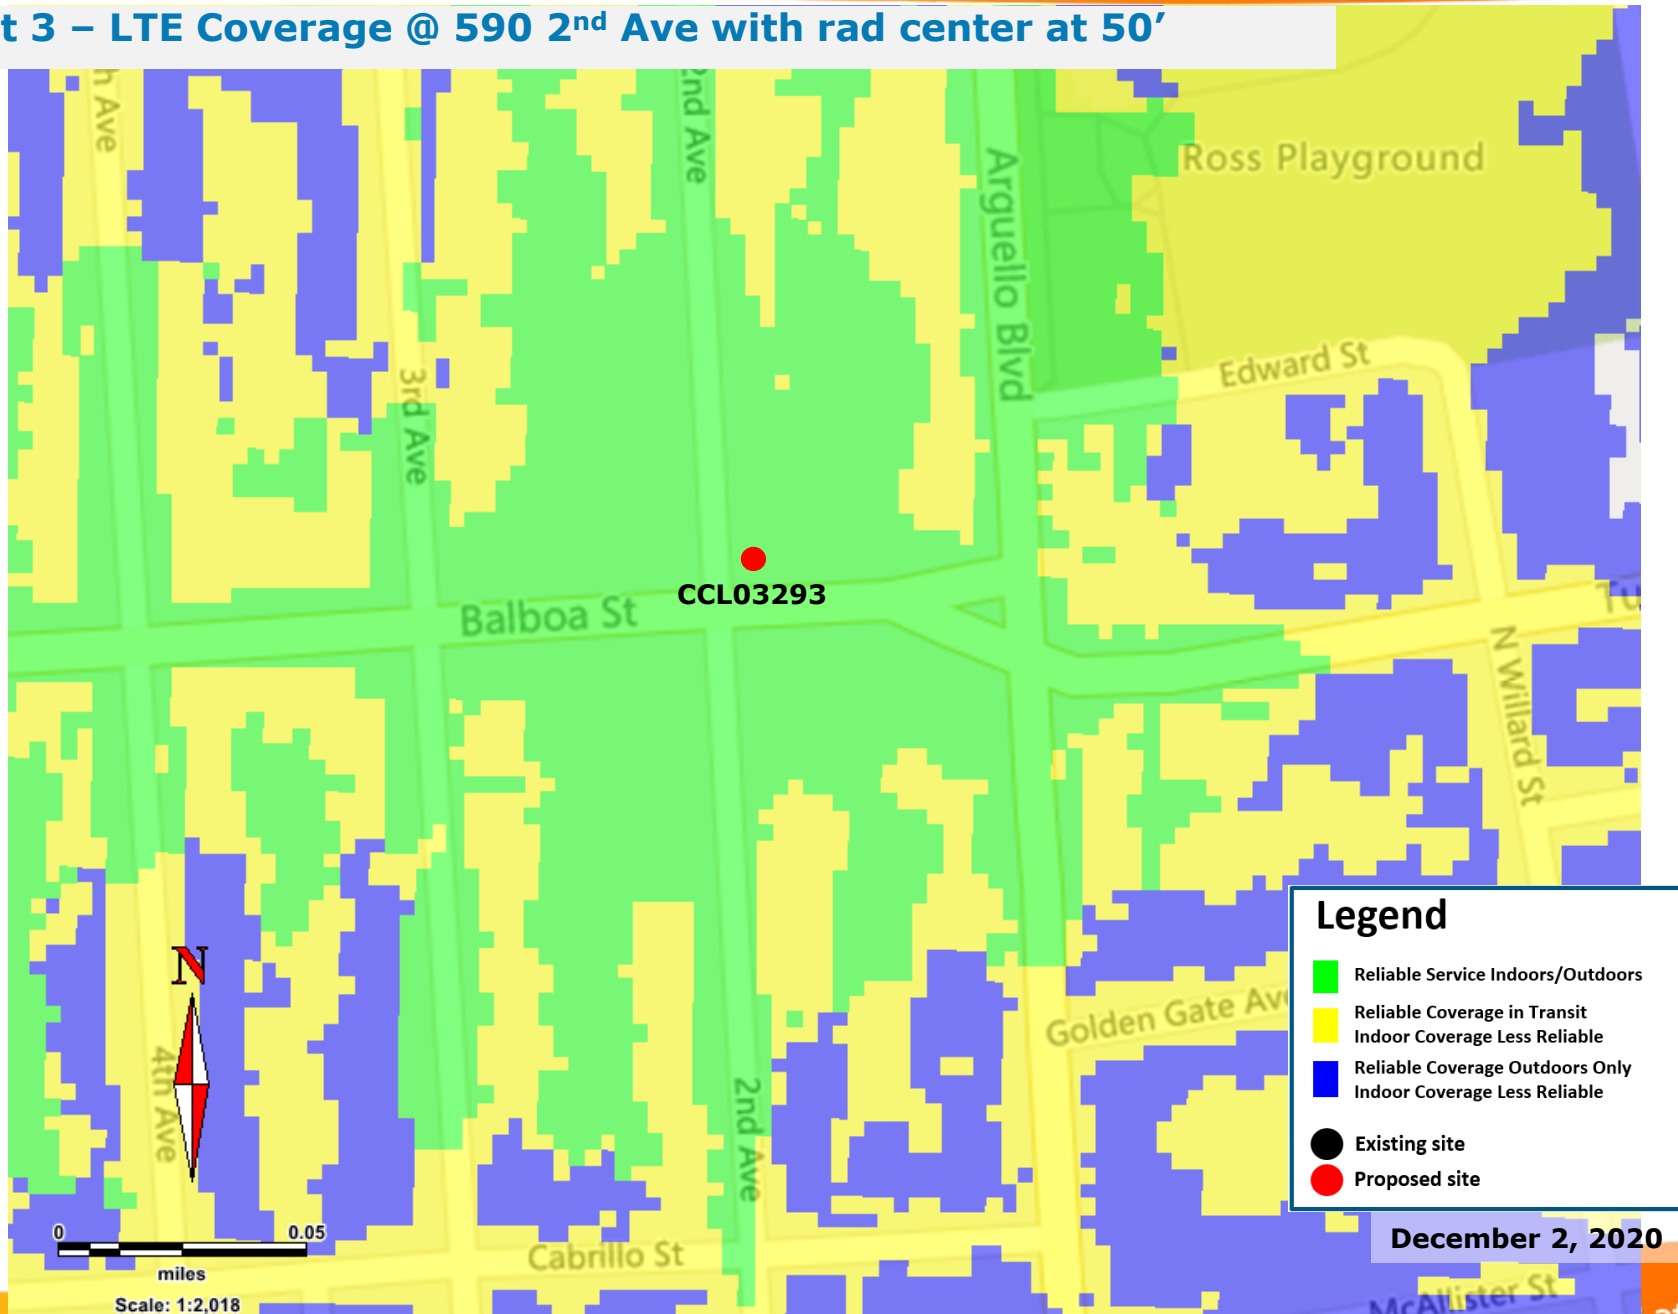 t 3 – LTE Coverage @ 590 2nd Ave with rad center at 50’
h Ave
2nd Ave
Arguello Blvd
Ross Playground
3rd Ave
Edward St
CCL03293
Balboa St
Tu
N Willard St
Legend
Reliable Service Indoors/Outdoors
Reliable Coverage in Transit
Indoor Coverage Less Reliable
Reliable Coverage Outdoors Only
Indoor Coverage Less Reliable
Existing site
Proposed site
N
Golden Gate Ave
4th Ave
2nd Ave
0 0.05
miles
Scale: 1:2,018
Cabrillo St
December 2, 2020
McAllister St